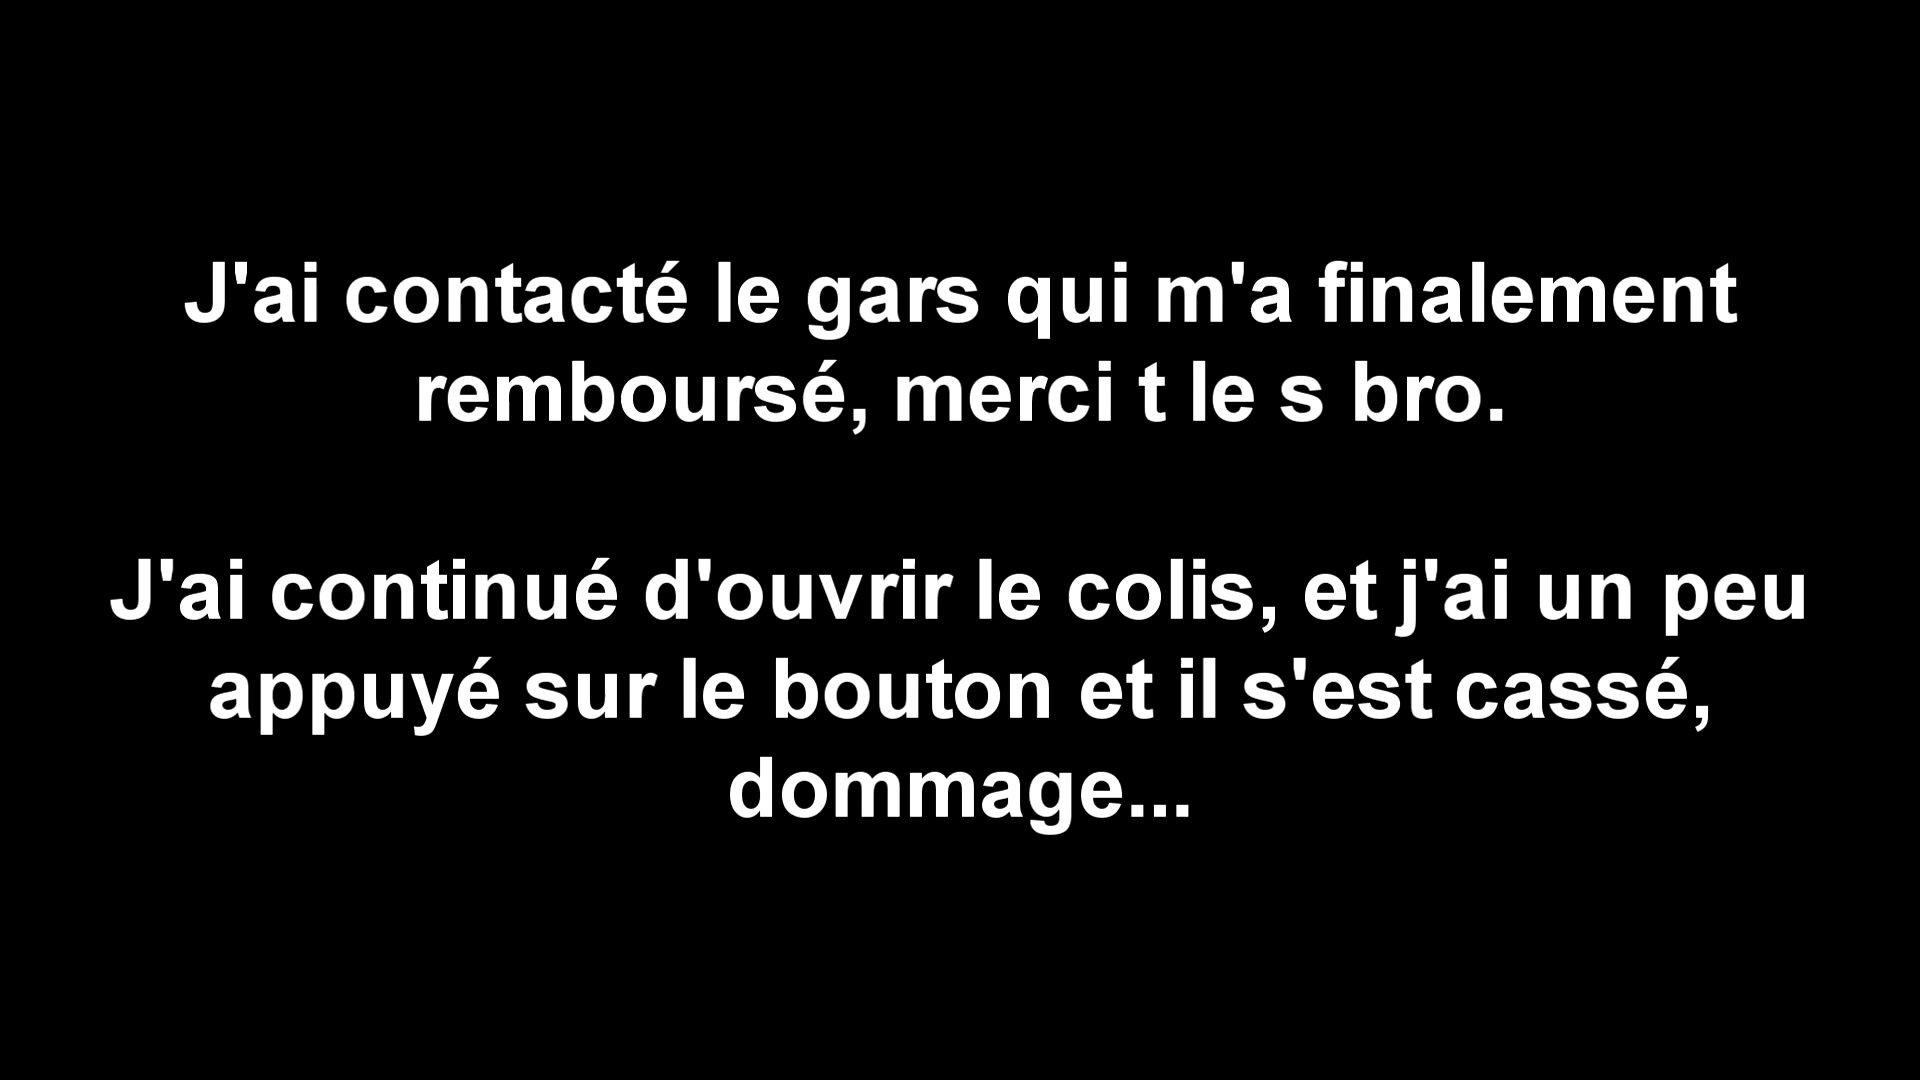 J'ai contacté le gars qui m'a finalement
remboursé, merci t le s bro.
J'ai continué d'ouvrir le colis, et j'ai un peu
appuyé sur le bouton et il s'est cassé,
dommage...